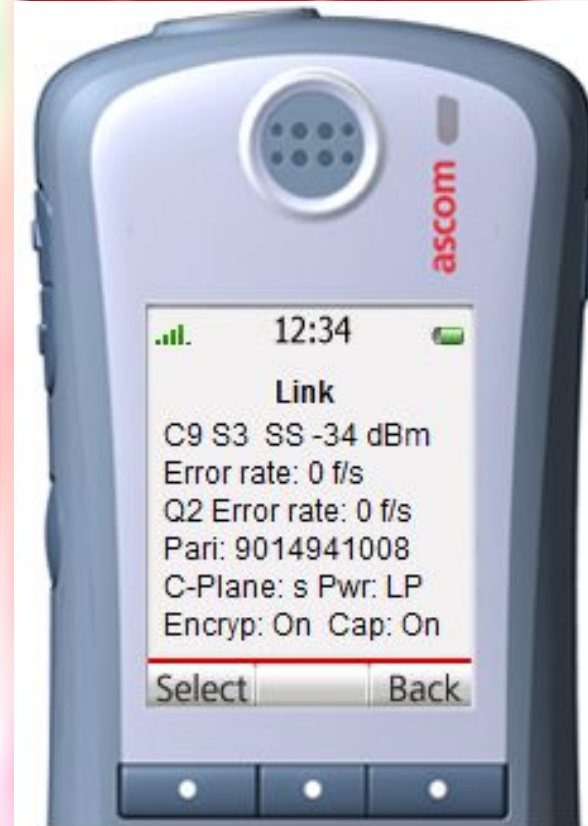 ascom
12:34
Link
C9 S3 SS -34 dBm
Error rate: 0 f/s
Q2 Error rate: 0 f/s
Pari: 9014941008
C-Plane: s Pwr: LP
Encryp: On Cap: On
Select Back